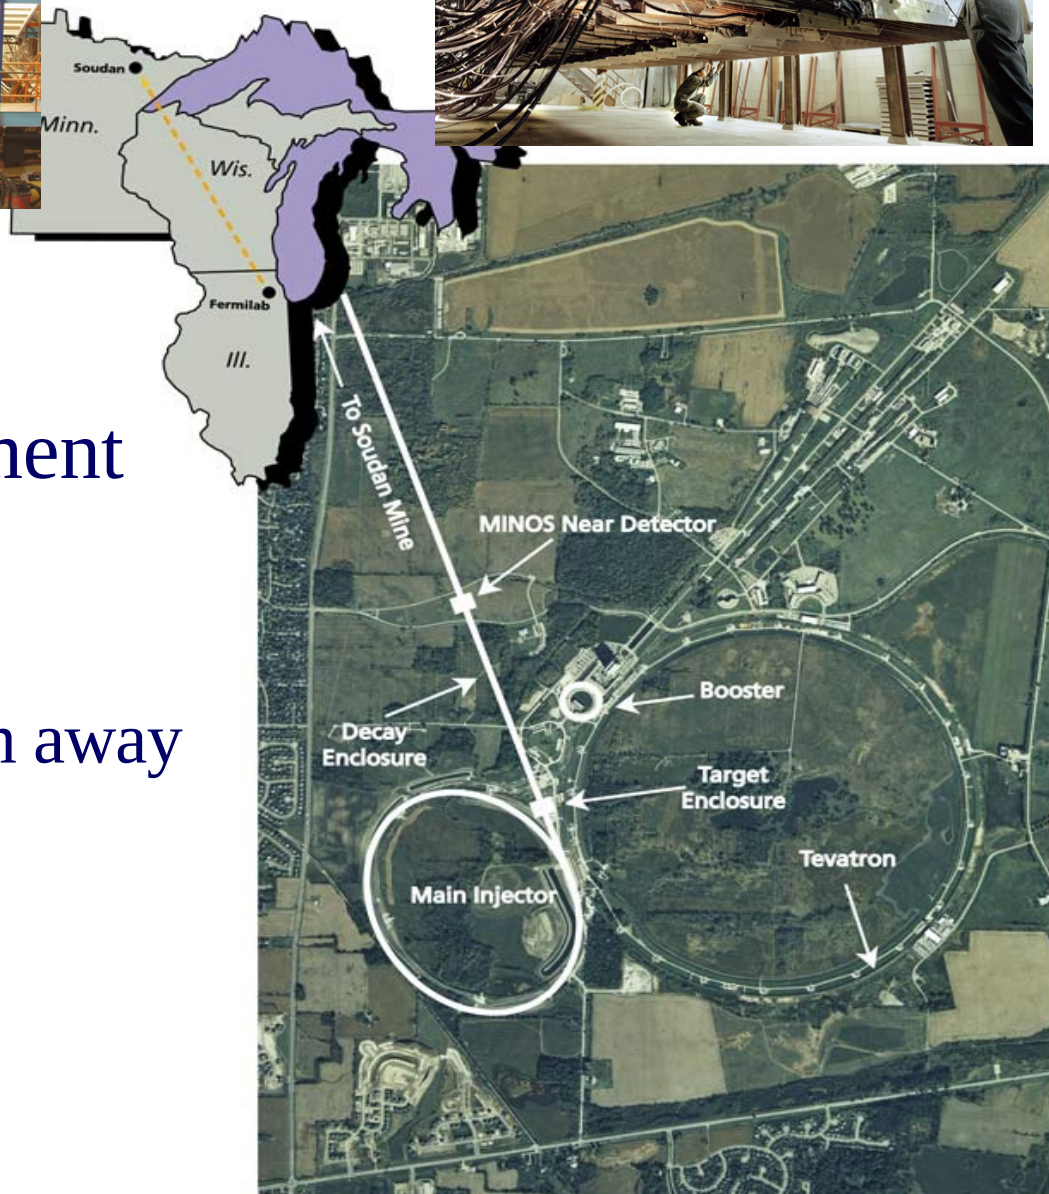 Soudan
Minn.
Wis.
Fermilab
Ill.
To Soudan Mine
MINOS Near Detector
Booster
Decay
Enclosure
Target
Enclosure
Tevatron
Main Injector
away